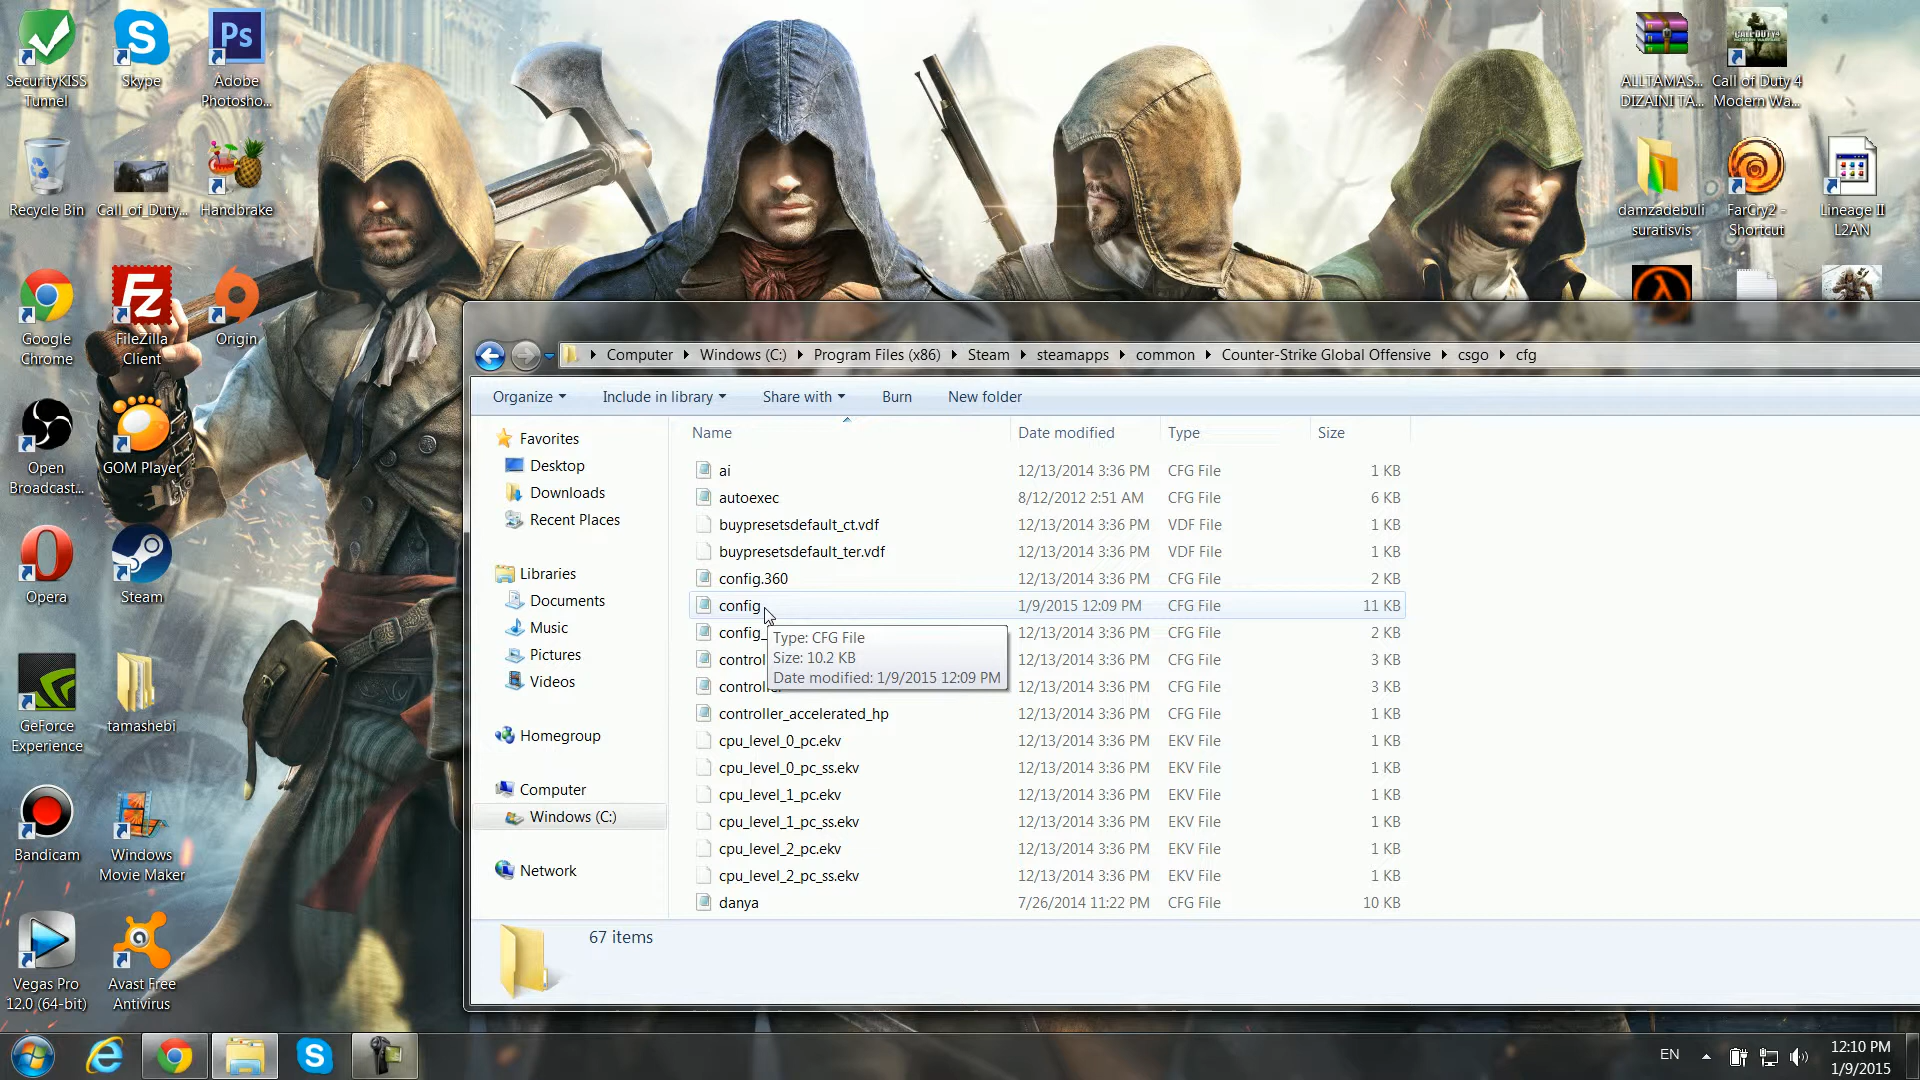 SecurityKISS
Tunnel
Skype
Ps
Adobe
Photosho...
ALLTAMAS...
DIZAINI TA...
Call of Duty 4
Modern Wa...
Recycle Bin
Call_of_Duty...
Handbrake
damzadebuli
suratisvis
FarCry2 -
Shortcut
Lineage II
L2AN
Google
Chrome
FileZilla
Client
Origin
Open
Broadcast...
GOM Player
Opera
Steam
GeForce
Experience
tamashebi
Bandicam
Windows
Movie Maker
Vegas Pro
12.0 (64-bit)
Avast Free
Antivirus
Computer Windows (C:) Program Files (x86) Steam steamapps common Counter-Strike Global Offensive csgo cfg
Organize Include in library Share with Burn New folder
Favorites
Desktop
Downloads
Recent Places
Libraries
Documents
Music
Pictures
Videos
Homegroup
Computer
Windows (C:)
Network
Name Date modified Type Size
ai 12/13/2014 3:36 PM CFG File 1 KB
autoexec 8/12/2012 2:51 AM CFG File 6 KB
buypresetsdefault_ct.vdf 12/13/2014 3:36 PM VDF File 1 KB
buypresetsdefault_ter.vdf 12/13/2014 3:36 PM VDF File 1 KB
config.360 12/13/2014 3:36 PM CFG File 2 KB
config 1/9/2015 12:09 PM CFG File 11 KB
config_ 12/13/2014 3:36 PM CFG File 2 KB
control 12/13/2014 3:36 PM CFG File 3 KB
controller 12/13/2014 3:36 PM CFG File 3 KB
Type: CFG File
Size: 10.2 KB
Date modified: 1/9/2015 12:09 PM
controller_accelerated_hp 12/13/2014 3:36 PM CFG File 1 KB
cpu_level_0_pc.ekv 12/13/2014 3:36 PM EKV File 1 KB
cpu_level_0_pc_ss.ekv 12/13/2014 3:36 PM EKV File 1 KB
cpu_level_1_pc.ekv 12/13/2014 3:36 PM EKV File 1 KB
cpu_level_1_pc_ss.ekv 12/13/2014 3:36 PM EKV File 1 KB
cpu_level_2_pc.ekv 12/13/2014 3:36 PM EKV File 1 KB
cpu_level_2_pc_ss.ekv 12/13/2014 3:36 PM EKV File 1 KB
danya 7/26/2014 11:22 PM CFG File 10 KB
67 items
EN
12:10 PM
1/9/2015